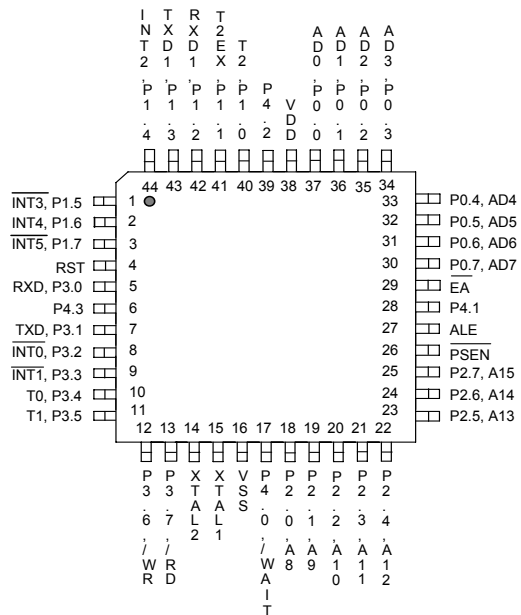 INT2,P1.4
TXD1,P1.3
RXD1,P1.2
T2EX,P1.1
T2,P1.0
P4.2
VDD
AD0,P0.0
AD1,P0.1
AD2,P0.2
AD3,P0.3
44 43 42 41 40 39 38 37 36 35 34
INT3, P1.5 1
INT4, P1.6 2
INT5, P1.7 3
RST 4
RXD, P3.0 5
P4.3 6
TXD, P3.1 7
INT0, P3.2 8
INT1, P3.3 9
T0, P3.4 10
T1, P3.5 11
33 P0.4, AD4
32 P0.5, AD5
31 P0.6, AD6
30 P0.7, AD7
29 EA
28 P4.1
27 ALE
26 PSEN
25 P2.7, A15
24 P2.6, A14
23 P2.5, A13
12 13 14 15 16 17 18 19 20 21 22
P3.6,/WR
P3.7,/RD
XTAL2
XTAL1
VSS
P4.0,/WAIT
P2.0,A8
P2.1,A9
P2.2,A10
P2.3,A11
P2.4,A12